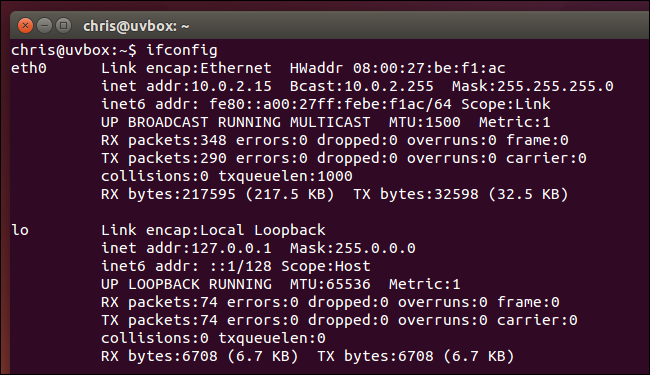 chris@uvbox: ~
chris@uvbox:~$ ifconfig
eth0      Link encap:Ethernet  HWaddr 08:00:27:be:f1:ac
          inet addr:10.0.2.15  Bcast:10.0.2.255  Mask:255.255.255.0
          inet6 addr: fe80::a00:27ff:febe:f1ac/64 Scope:Link
          UP BROADCAST RUNNING MULTICAST  MTU:1500  Metric:1
          RX packets:348 errors:0 dropped:0 overruns:0 frame:0
          TX packets:290 errors:0 dropped:0 overruns:0 carrier:0
          collisions:0 txqueuelen:1000
          RX bytes:217595 (217.5 KB)  TX bytes:32598 (32.5 KB)

lo        Link encap:Local Loopback
          inet addr:127.0.0.1  Mask:255.0.0.0
          inet6 addr: ::1/128 Scope:Host
          UP LOOPBACK RUNNING  MTU:65536  Metric:1
          RX packets:74 errors:0 dropped:0 overruns:0 frame:0
          TX packets:74 errors:0 dropped:0 overruns:0 carrier:0
          collisions:0 txqueuelen:0
          RX bytes:6708 (6.7 KB)  TX bytes:6708 (6.7 KB)